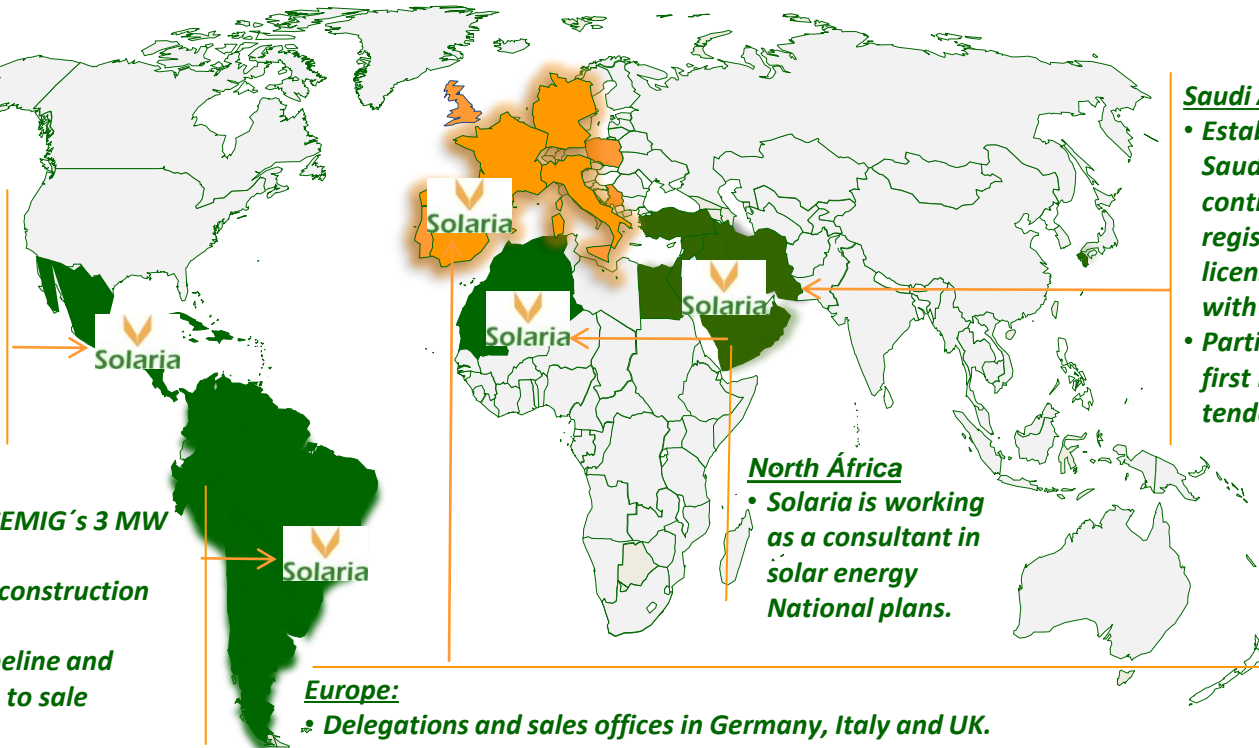 Solaria
Solaria
Solaria
Solaria
Solaria
Saudi
• Estab
Saudi
contr
regis
licen
with
• Parti
first
tend
North África
• Solaria is working
as a consultant in
solar energy
National plans.
EMIG´s 3 MW
construction
eline and
to sale
Europe:
• Delegations and sales offices in Germany, Italy and UK.